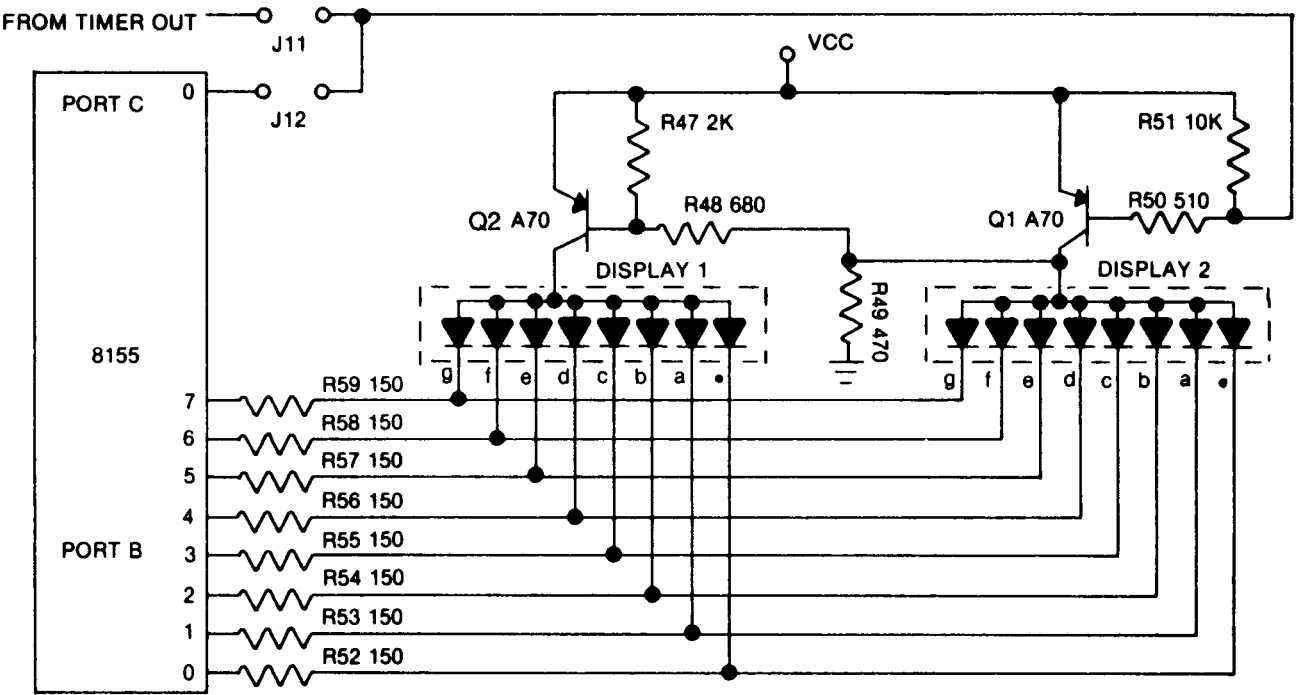 FROM TIMER OUT
J11
VCC
PORT C 0
J12
R47 2K
R51 10K
R48 680
R50 510
Q2 A70
Q1 A70
DISPLAY 1
DISPLAY 2
R49 470
8155
g f e d c b a •
g f e d c b a •
7 R59 150
6 R58 150
5 R57 150
4 R56 150
PORT B 3 R55 150
2 R54 150
1 R53 150
0 R52 150